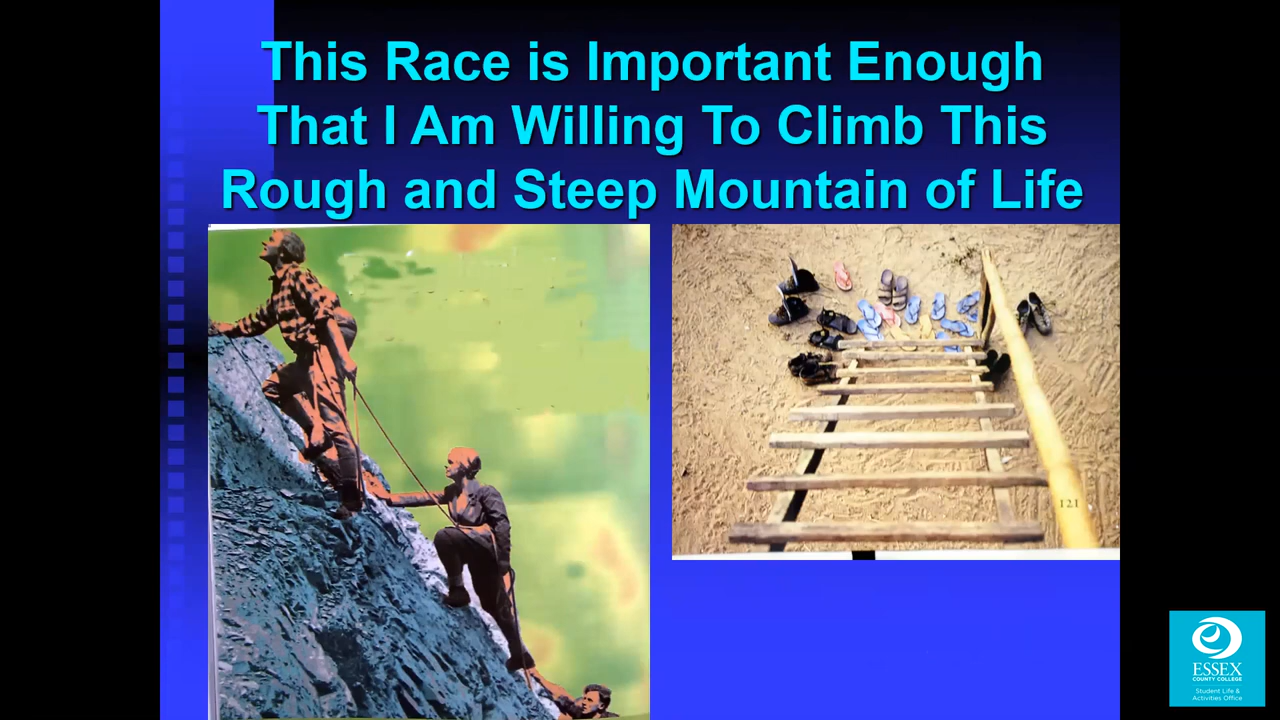 This Race is Important Enough
That I Am Willing To Climb This
Rough and Steep Mountain of Life
121
ESSEX
COUNTY COLLEGE
Student Life &
Activities Office